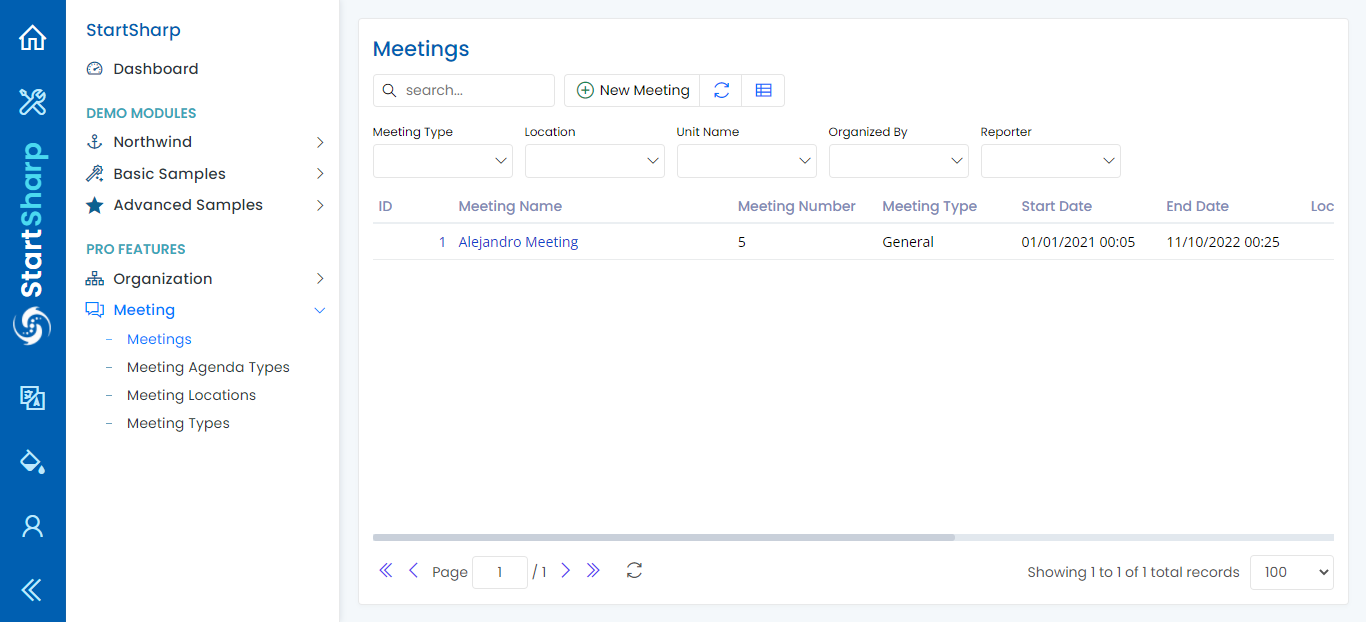 StartSharp
StartSharp
Dashboard
DEMO MODULES
Northwind
Basic Samples
Advanced Samples
PRO FEATURES
Organization
Meeting
Meetings
Meeting Agenda Types
Meeting Locations
Meeting Types
Meetings
search...
New Meeting
Meeting Type Location Unit Name Organized By Reporter
ID Meeting Name Meeting Number Meeting Type Start Date End Date Loc
1 Alejandro Meeting 5 General 01/01/2021 00:05 11/10/2022 00:25
Page 1 / 1 Showing 1 to 1 of 1 total records 100